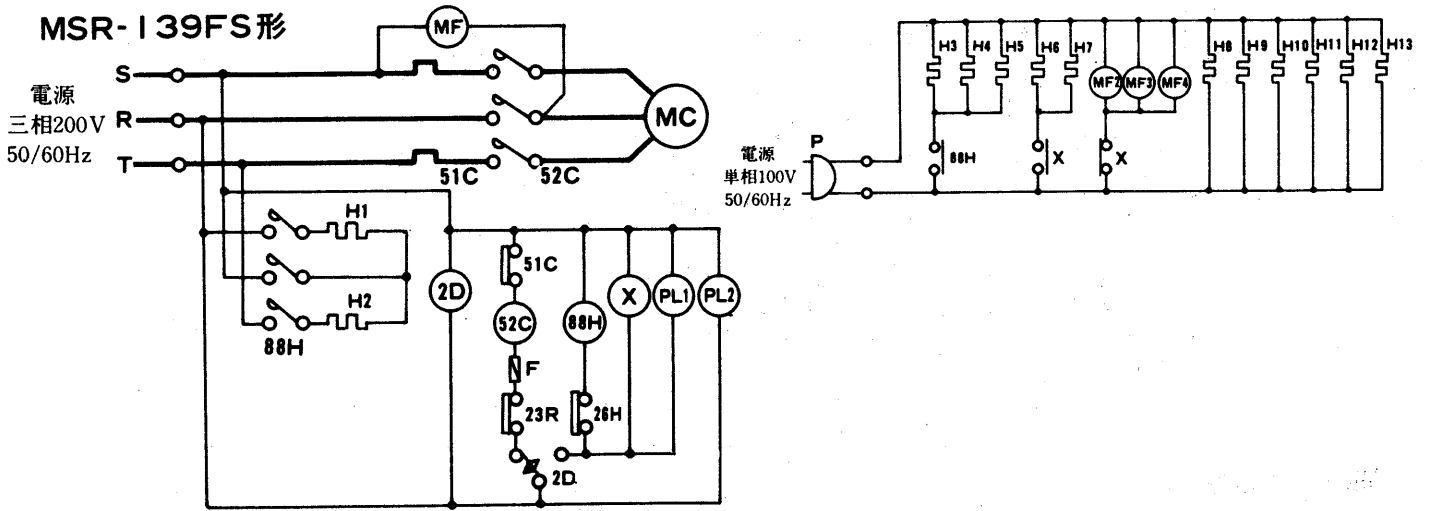 MSR-139FS形
MF
S
電源
三相200V
50/60Hz
R
T
MC
51C
52C
H1
H2
88H
2D
51C
52C
F
23R
88H
26H
X
PL1
PL2
2D
H3
H4
H5
H6
H7
MF2
MF3
MF4
H8
H9
H10
H11
H12
H13
P
電源
単相100V
50/60Hz
88H
X
X